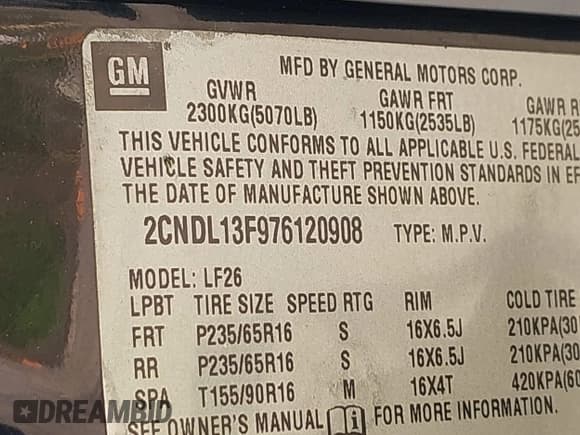 GM
MFD BY GENERAL MOTORS CORP.
GVWR GAWR FRT GAWR R
2300KG(5070LB) 1150KG(2535LB) 1175KG(25
THIS VEHICLE CONFORMS TO ALL APPLICABLE U.S. FEDERAL
VEHICLE SAFETY AND THEFT PREVENTION STANDARDS IN EF
THE DATE OF MANUFACTURE SHOWN ABOVE.
2CNDL13F976120908 TYPE: M.P.V.
MODEL: LF26
LPBT TIRE SIZE SPEED RTG RIM COLD TIRE
FRT P235/65R16 S 16X6.5J 210KPA(30
RR P235/65R16 S 16X6.5J 210KPA(30
SPA T155/90R16 M 16X4T 420KPA(60
SEE OWNER'S MANUAL FOR MORE INFORMATION.
DREAMBID